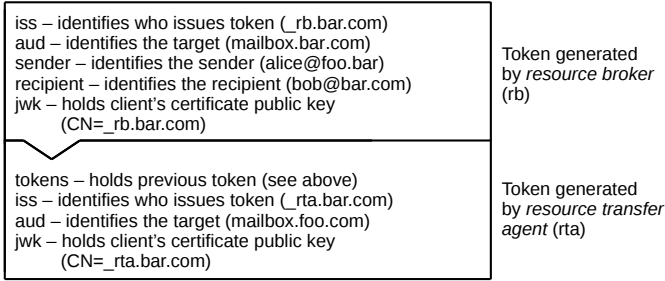 iss – identifies who issues token (_rb.bar.com)
aud – identifies the target (mailbox.bar.com)
sender – identifies the sender (alice@foo.bar)
recipient – identifies the recipient (bob@bar.com)
jwk – holds client's certificate public key
(CN=_rb.bar.com)
Token generated
by resource broker
(rb)
tokens – holds previous token (see above)
iss – identifies who issues token (_rta.bar.com)
aud – identifies the target (mailbox.foo.com)
jwk – holds client's certificate public key
(CN=_rta.bar.com)
Token generated
by resource transfer
agent (rta)